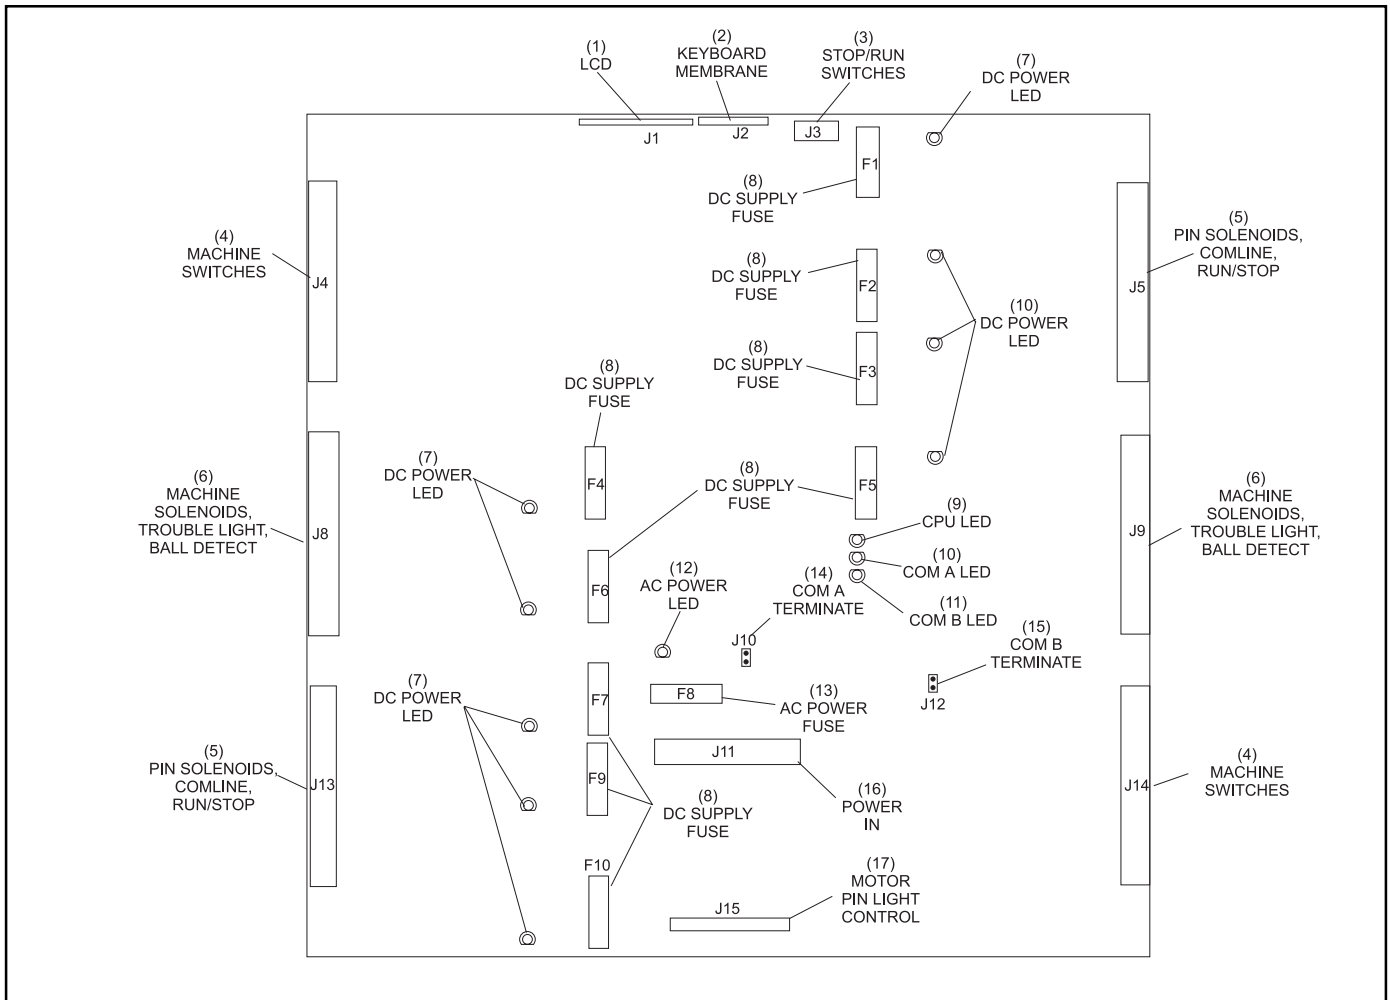 (1)
LCD
(2)
KEYBOARD
MEMBRANE
(3)
STOP/RUN
SWITCHES
(7)
DC POWER
LED
J1
J2
J3
F1
(8)
DC SUPPLY
FUSE
(4)
MACHINE
SWITCHES
J4
(8)
DC SUPPLY
FUSE
F2
(5)
PIN SOLENOIDS,
COMLINE,
RUN/STOP
J5
(10)
DC POWER
LED
(8)
DC SUPPLY
FUSE
F3
(8)
DC SUPPLY
FUSE
F4
(7)
DC POWER
LED
(8)
DC SUPPLY
FUSE
F5
(6)
MACHINE
SOLENOIDS,
TROUBLE LIGHT,
BALL DETECT
J8
(9)
CPU LED
(10)
COM A LED
(11)
COM B LED
(6)
MACHINE
SOLENOIDS,
TROUBLE LIGHT,
BALL DETECT
J9
F6
(12)
AC POWER
LED
(14)
COM A
TERMINATE
J10
(15)
COM B
TERMINATE
J12
(7)
DC POWER
LED
F7
F8
(13)
AC POWER
FUSE
(5)
PIN SOLENOIDS,
COMLINE,
RUN/STOP
J13
F9
J11
(16)
POWER
IN
J14
(4)
MACHINE
SWITCHES
(8)
DC SUPPLY
FUSE
F10
J15
(17)
MOTOR
PIN LIGHT
CONTROL